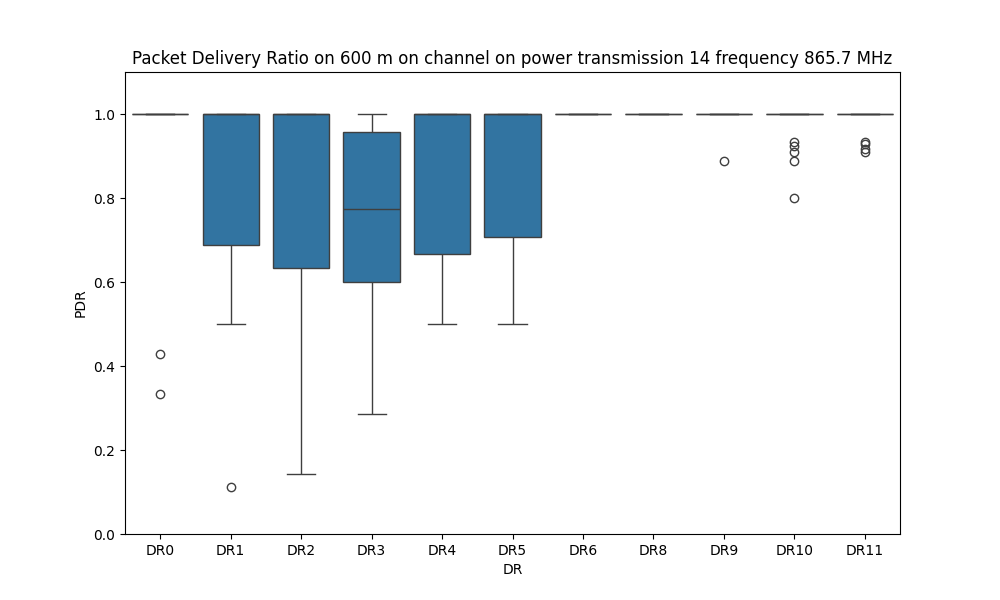 Packet Delivery Ratio on 600 m on channel on power transmission 14 frequency 865.7 MHz
1.0
0.8
0.6
0.4
0.2
0.0
PDR
DR0 DR1 DR2 DR3 DR4 DR5 DR6 DR8 DR9 DR10 DR11
DR